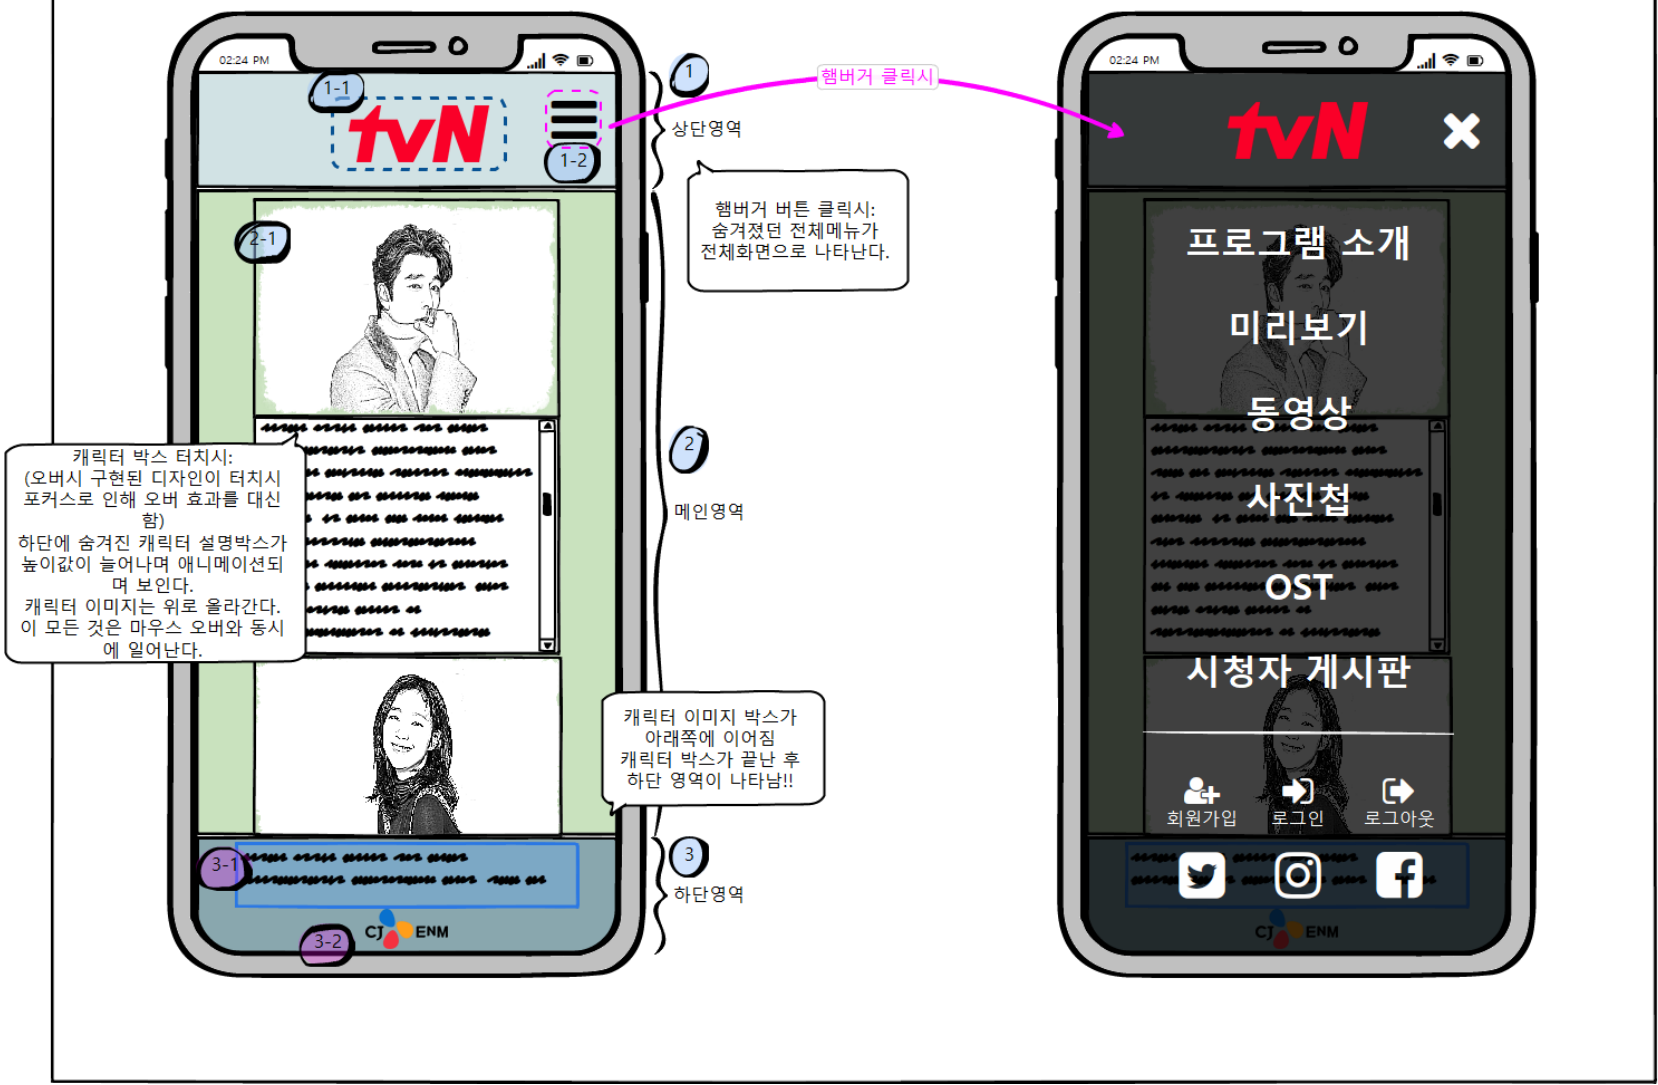 02:24 PM
1-1
tvN
1-2
1
상단영역
햄버거 클릭시
햄버거 버튼 클릭시:
숨겨졌던 전체메뉴가
전체화면으로 나타난다.
2-1
캐릭터 박스 터치시:
(오버시 구현된 디자인이 터치시
포커스로 인해 오버 효과를 대신
함)
하단에 숨겨진 캐릭터 설명박스가
높이값이 늘어나며 애니메이션되
며 보인다.
캐릭터 이미지는 위로 올라간다.
이 모든 것은 마우스 오버와 동시
에 일어난다.
2
메인영역
캐릭터 이미지 박스가
아래쪽에 이어짐
캐릭터 박스가 끝난 후
하단 영역이 나타남!!
3-1
3
하단영역
3-2
CJ ENM
02:24 PM
tvN
프로그램 소개
미리보기
동영상
사진첩
OST
시청자 게시판
회원가입 로그인 로그아웃
CJ ENM